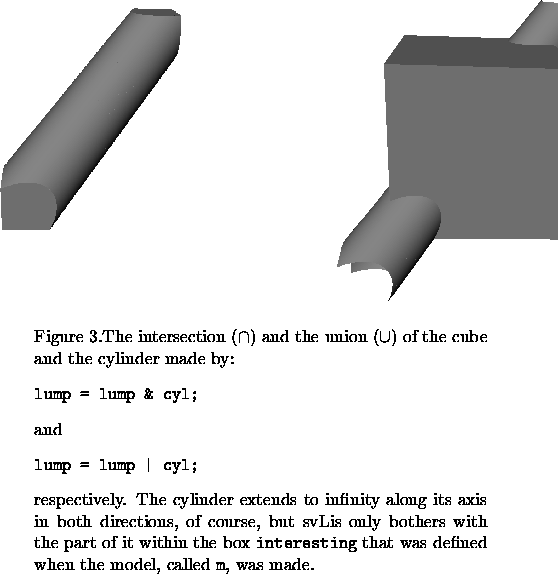 Figure 3.The intersection (∩) and the union (∪) of the cube
and the cylinder made by:
lump = lump & cyl;
and
lump = lump | cyl;
respectively. The cylinder extends to infinity along its axis
in both directions, of course, but svLis only bothers with
the part of it within the box interesting that was defined
when the model, called m, was made.